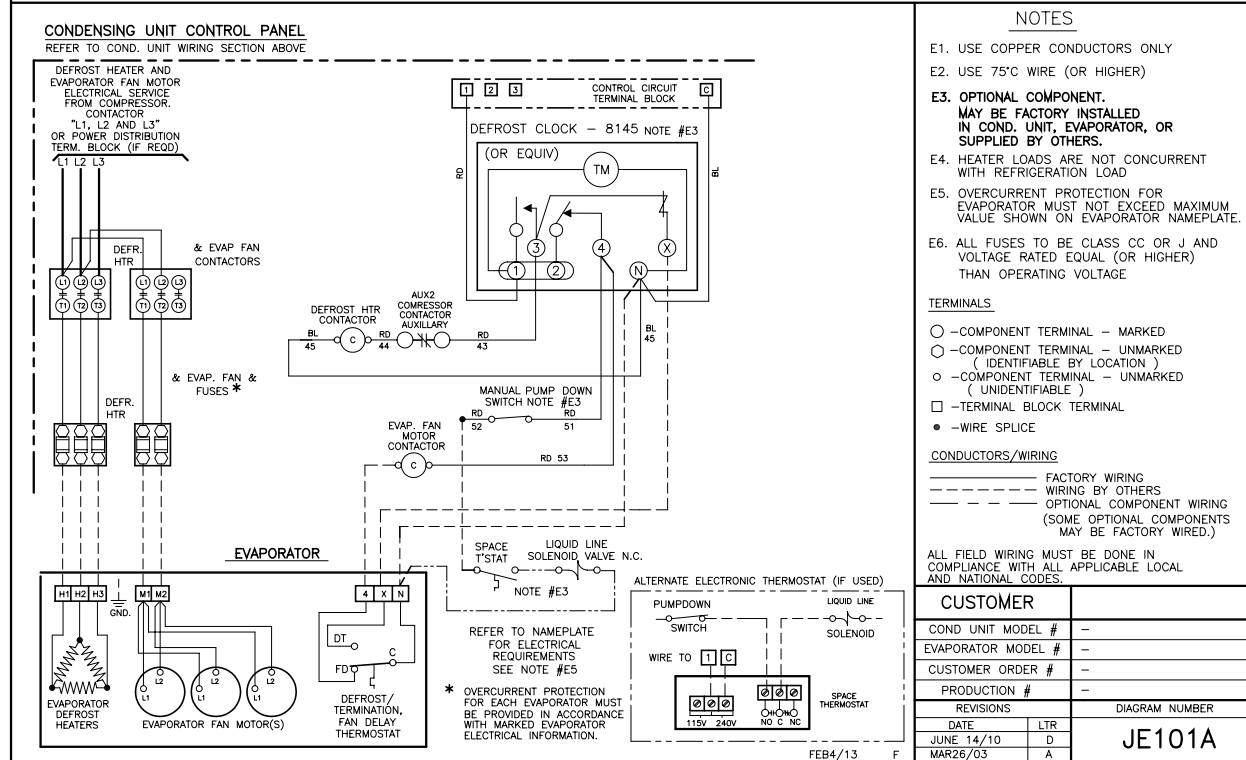 CONDENSING UNIT CONTROL PANEL
REFER TO COND. UNIT WIRING SECTION ABOVE
DEFROST HEATER AND
EVAPORATOR FAN MOTOR
ELECTRICAL SERVICE
FROM COMPRESSOR.
CONTACTOR
"L1, L2 AND L3"
OR POWER DISTRIBUTION
TERM. BLOCK (IF REQD)
L1 L2 L3
DEFR.
HTR
& EVAP FAN
CONTACTORS
L1 L2 L3
T1 T2 T3
L1 L2 L3
T1 T2 T3
& EVAP. FAN &
FUSES *
DEFR.
HTR
1 2 3
CONTROL CIRCUIT
TERMINAL BLOCK
C
DEFROST CLOCK - 8145 NOTE #E3
(OR EQUIV)
TM
RD
BL
3 4 X
1 2 N
DEFROST HTR
CONTACTOR
AUX2
COMRESSOR
CONTACTOR
AUXILLARY
BL
45
C
RD
44
RD
43
BL
45
MANUAL PUMP DOWN
SWITCH NOTE #E3
RD
52
RD
51
EVAP. FAN
MOTOR
CONTACTOR
C
RD 53
EVAPORATOR
SPACE
T'STAT
LIQUID LINE
SOLENOID VALVE N.C.
NOTE #E3
H1 H2 H3
GND.
M1 M2
4 X N
DT
FD
C
L2 L2 L2
L1 L1 L1
EVAPORATOR
DEFROST
HEATERS
EVAPORATOR FAN MOTOR(S)
DEFROST/
TERMINATION,
FAN DELAY
THERMOSTAT
REFER TO NAMEPLATE
FOR ELECTRICAL
REQUIREMENTS
SEE NOTE #E5
* OVERCURRENT PROTECTION
FOR EACH EVAPORATOR MUST
BE PROVIDED IN ACCORDANCE
WITH MARKED EVAPORATOR
ELECTRICAL INFORMATION.
ALTERNATE ELECTRONIC THERMOSTAT (IF USED)
PUMPDOWN
SWITCH
LIQUID LINE
SOLENOID
WIRE TO 1 C
115V 240V
NO C NC
SPACE
THERMOSTAT
FEB4/13 F
NOTES
E1. USE COPPER CONDUCTORS ONLY
E2. USE 75°C WIRE (OR HIGHER)
E3. OPTIONAL COMPONENT.
MAY BE FACTORY INSTALLED
IN COND. UNIT, EVAPORATOR, OR
SUPPLIED BY OTHERS.
E4. HEATER LOADS ARE NOT CONCURRENT
WITH REFRIGERATION LOAD
E5. OVERCURRENT PROTECTION FOR
EVAPORATOR MUST NOT EXCEED MAXIMUM
VALUE SHOWN ON EVAPORATOR NAMEPLATE.
E6. ALL FUSES TO BE CLASS CC OR J AND
VOLTAGE RATED EQUAL (OR HIGHER)
THAN OPERATING VOLTAGE
TERMINALS
-COMPONENT TERMINAL - MARKED
-COMPONENT TERMINAL - UNMARKED
( IDENTIFIABLE BY LOCATION )
-COMPONENT TERMINAL - UNMARKED
( UNIDENTIFIABLE )
-TERMINAL BLOCK TERMINAL
-WIRE SPLICE
CONDUCTORS/WIRING
FACTORY WIRING
WIRING BY OTHERS
OPTIONAL COMPONENT WIRING
(SOME OPTIONAL COMPONENTS
MAY BE FACTORY WIRED.)
ALL FIELD WIRING MUST BE DONE IN
COMPLIANCE WITH ALL APPLICABLE LOCAL
AND NATIONAL CODES.
CUSTOMER
COND UNIT MODEL # -
EVAPORATOR MODEL # -
CUSTOMER ORDER # -
PRODUCTION # -
REVISIONS
DIAGRAM NUMBER
DATE LTR
JUNE 14/10 D
MAR26/03 A
JE101A